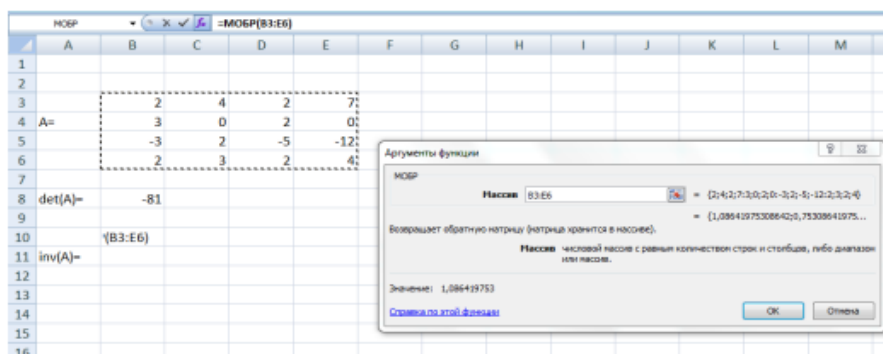 МОБР =МОБР(B3:E6)
A B C D E F G H I J K L M
1
2
3 2 4 2 7
4 A= 3 0 2 0
5 -3 2 -5 -12
6 2 3 2 4
7
8 det(A)= -81
9
10 (B3:E6)
11 inv(A)=
12
13
14
15
16
Аргументы функции
МОБР
Массив B3:E6 = {2;4;2;7:3;0;2;0:-3;2;-5;-12:2;3;2;4}
= {1,08641975308642;0,75308641975...
Возвращает обратную матрицу (матрица хранится в массиве).
Массив числовой массив с равным количеством строк и столбцов, либо диапазон
или массив.
Значение: 1,086419753
Справка по этой функции
ОК Отмена